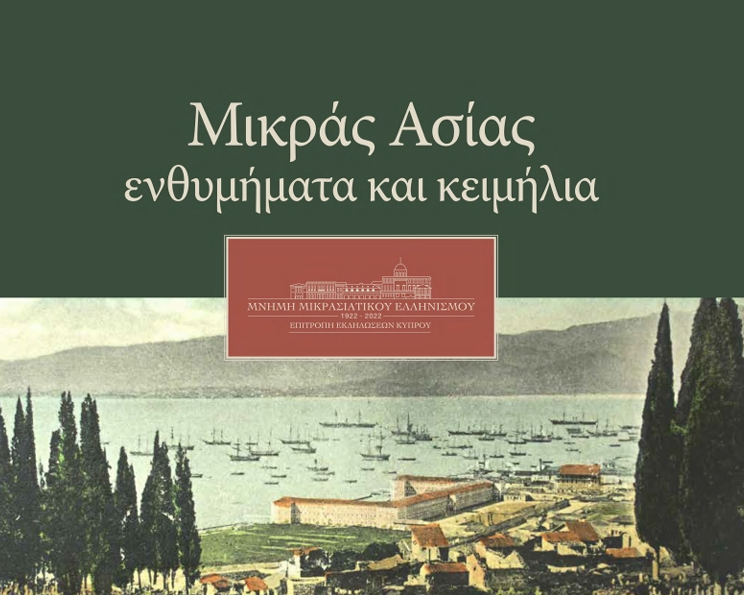 Μικράς Ασίας
ενθυμήματα και κειμήλια
ΜΝΗΜΗ ΜΙΚΡΑΣΙΑΤΙΚΟΥ ΕΛΛΗΝΙΣΜΟΥ
1922 - 2022
ΕΠΙΤΡΟΠΗ ΕΚΔΗΛΩΣΕΩΝ ΚΥΠΡΟΥ